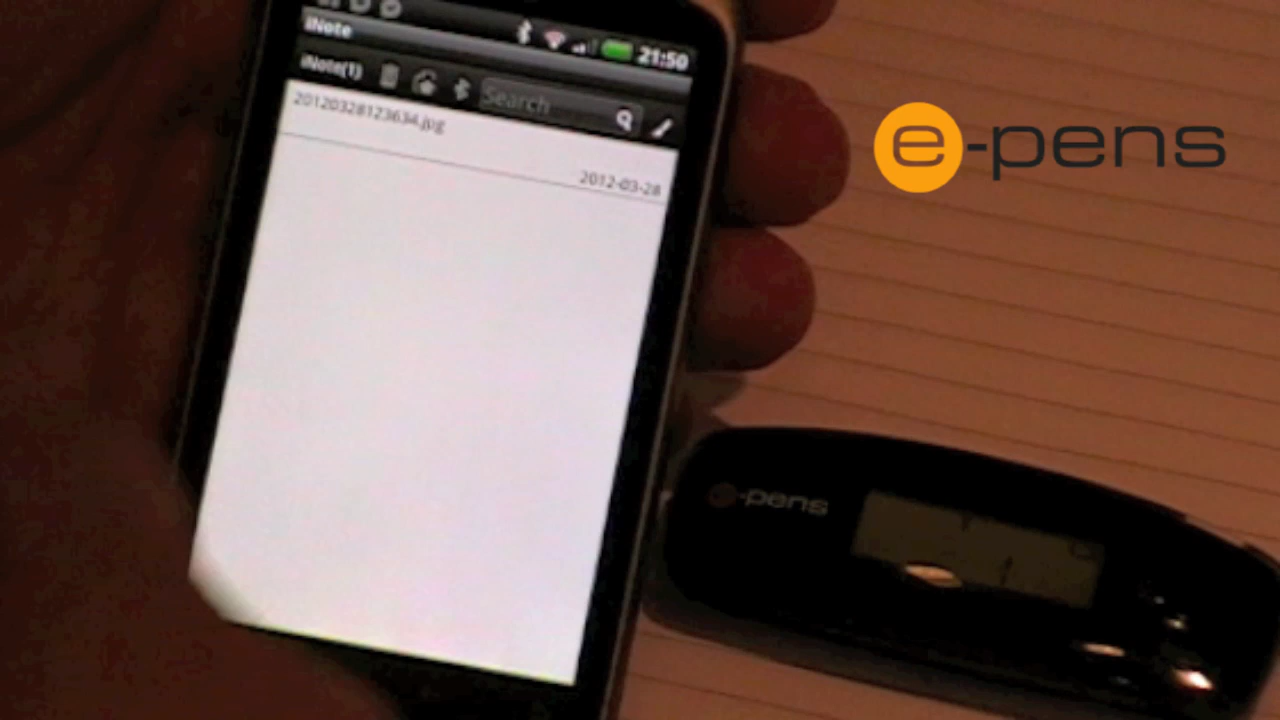 iNote
21:50
iNote(1)
Search
20120328123634.jpg
2012-03-28
e-pens
e-pens